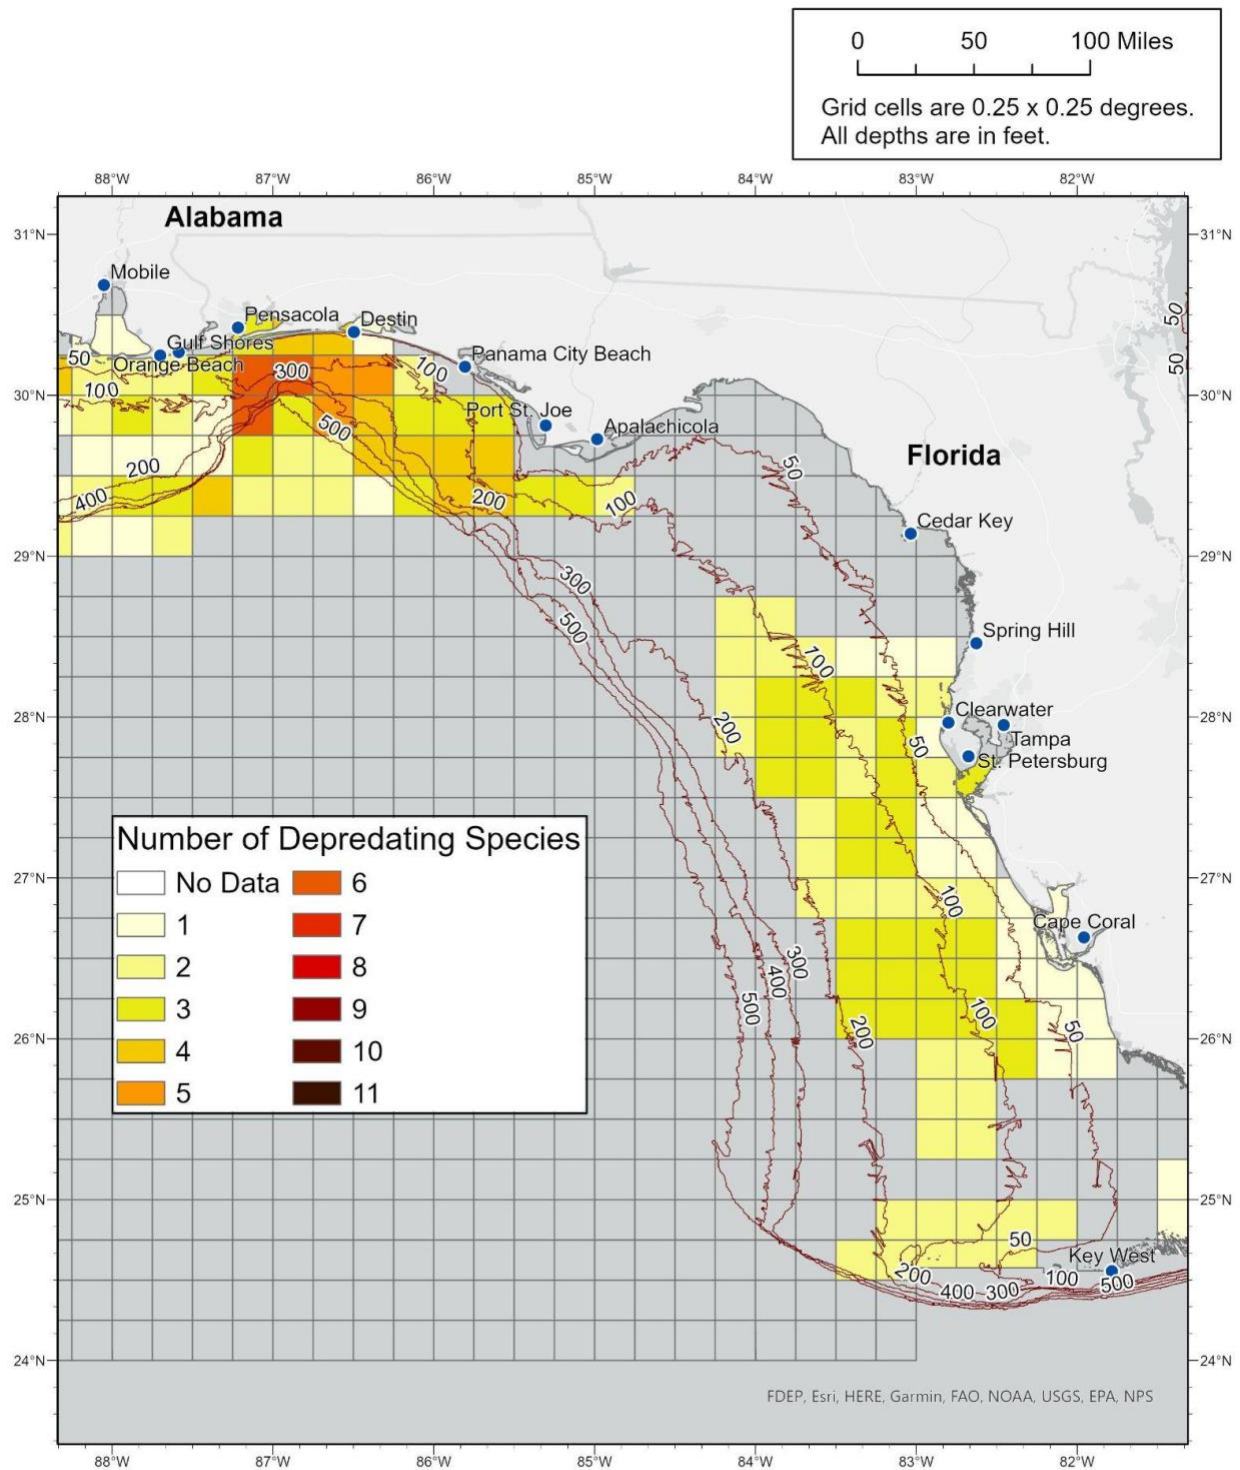 0 50 100 Miles
Grid cells are 0.25 x 0.25 degrees.
All depths are in feet.
88°W 87°W 86°W 85°W 84°W 83°W 82°W
Alabama
31°N 31°N
Mobile
Pensacola
Destin
50
Gulf Shores
50
Orange Beach
Panama City Beach
50
300
100
100
30°N 30°N
Port St. Joe
Apalachicola
500
Florida
200
50
400
200
100
Cedar Key
29°N 29°N
300
500
Spring Hill
100
28°N 28°N
Clearwater
200
Tampa
50
St. Petersburg
Number of Depredating Species
No Data 6
1 7
2 8
3 9
4 10
5 11
27°N 27°N
100
Cape Coral
300
400
500
100
200
50
26°N 26°N
25°N 25°N
50
Key West
200
100
500
400
300
24°N 24°N
FDEP, Esri, HERE, Garmin, FAO, NOAA, USGS, EPA, NPS
88°W 87°W 86°W 85°W 84°W 83°W 82°W